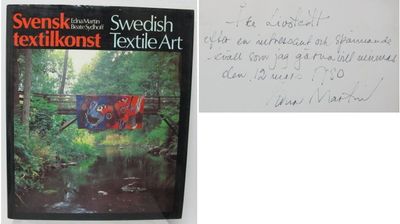 Svensk
textilkonst
Edna Martin
Beate Sydhoff
Swedish
Textile Art
efter en intressant och spännande
kväll som jag gärna vill minnas
den 12 mars 1980
Edna Martin